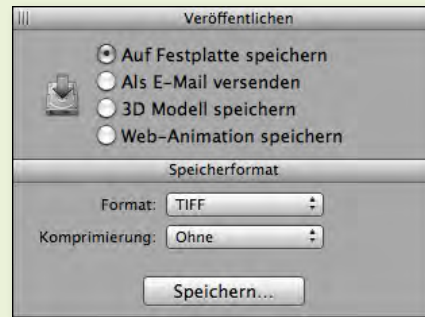 Veröffentlichen
Auf Festplatte speichern
Als E-Mail versenden
3D Modell speichern
Web-Animation speichern
Speicherformat
Format: TIFF
Komprimierung: Ohne
Speichern...